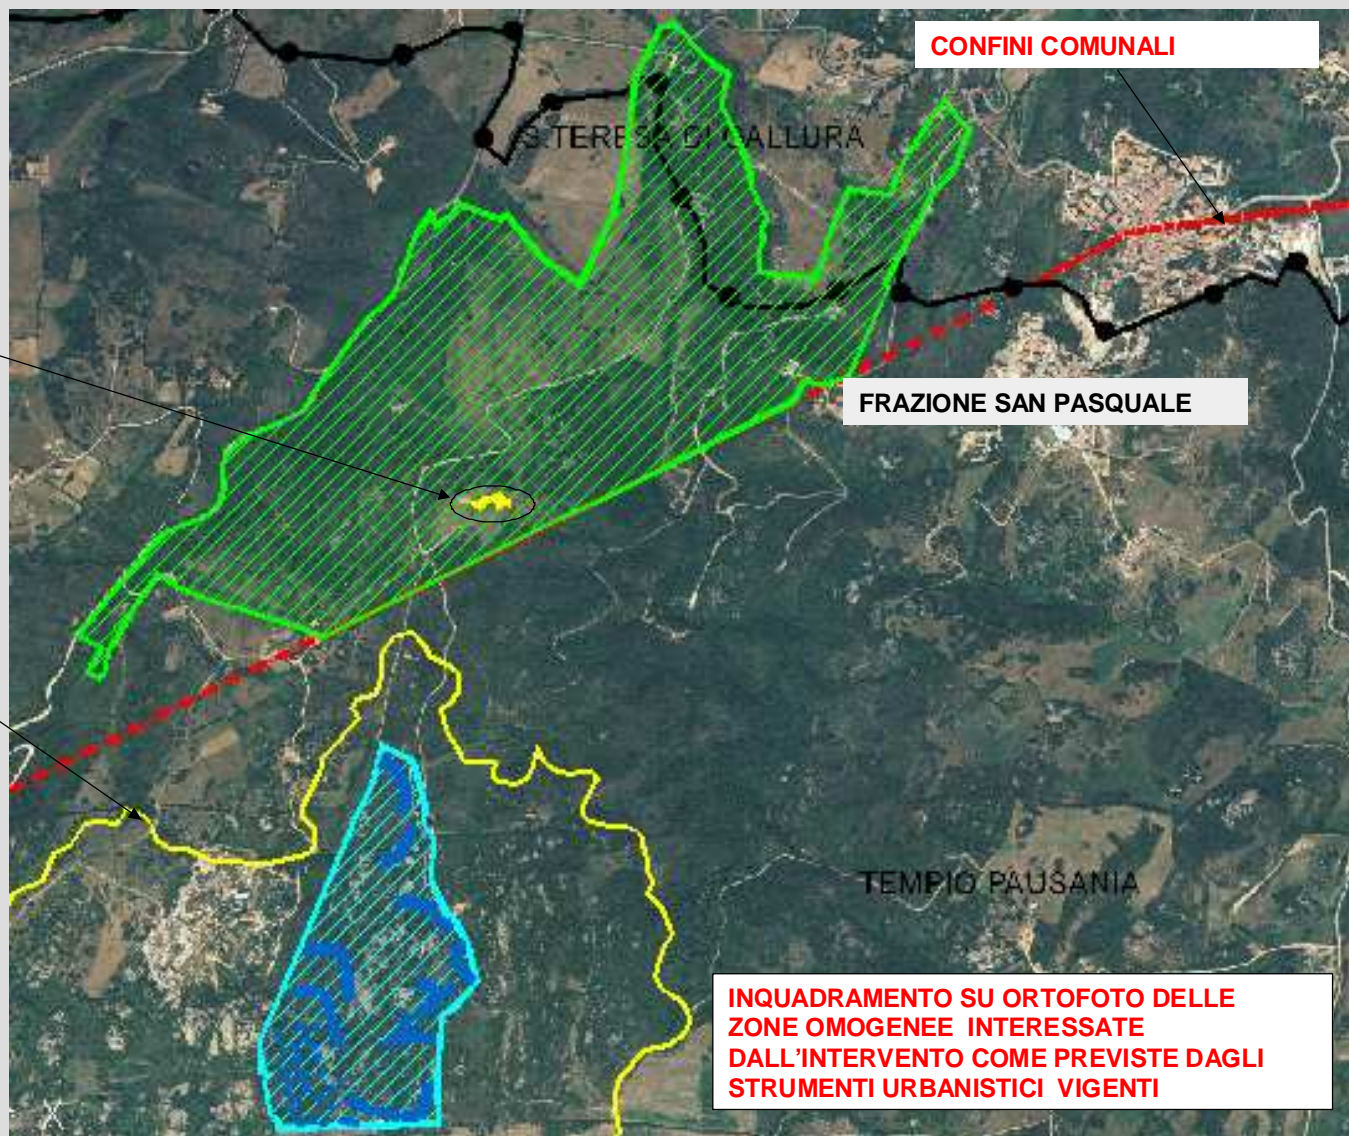 CONFINI COMUNALI
S.TERESA DI GALLURA
FRAZIONE SAN PASQUALE
TEMPIO PAUSANIA
INQUADRAMENTO SU ORTOFOTO DELLE
ZONE OMOGENEE INTERESSATE
DALL'INTERVENTO COME PREVISTE DAGLI
STRUMENTI URBANISTICI VIGENTI